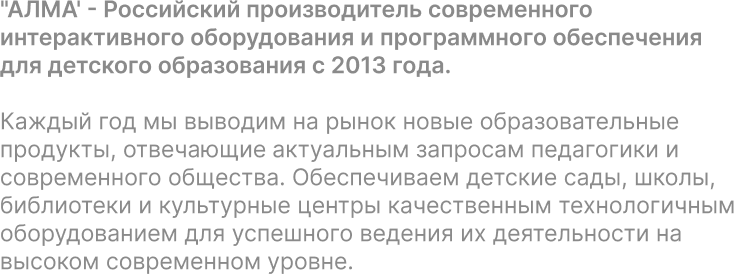 "АЛМА' - Российский производитель современного
интерактивного оборудования и программного обеспечения
для детского образования с 2013 года.
Каждый год мы выводим на рынок новые образовательные
продукты, отвечающие актуальным запросам педагогики и
современного общества. Обеспечиваем детские сады, школы,
библиотеки и культурные центры качественным технологичным
оборудованием для успешного ведения их деятельности на
высоком современном уровне.